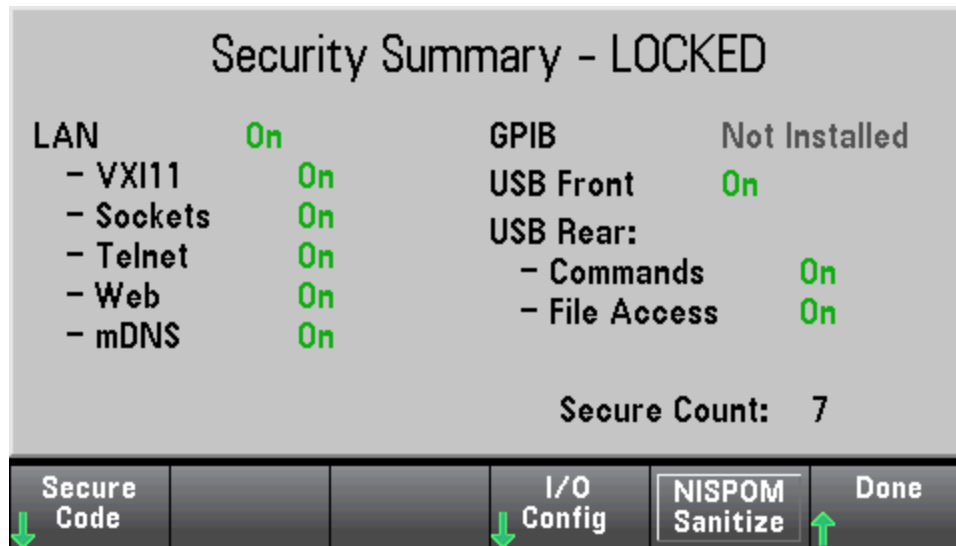 Security Summary - LOCKED
LAN On
- VXI11 On
- Sockets On
- Telnet On
- Web On
- mDNS On
GPIB Not Installed
USB Front On
USB Rear:
- Commands On
- File Access On
Secure Count: 7
Secure
Code
I/O
Config
NISPOM
Sanitize
Done